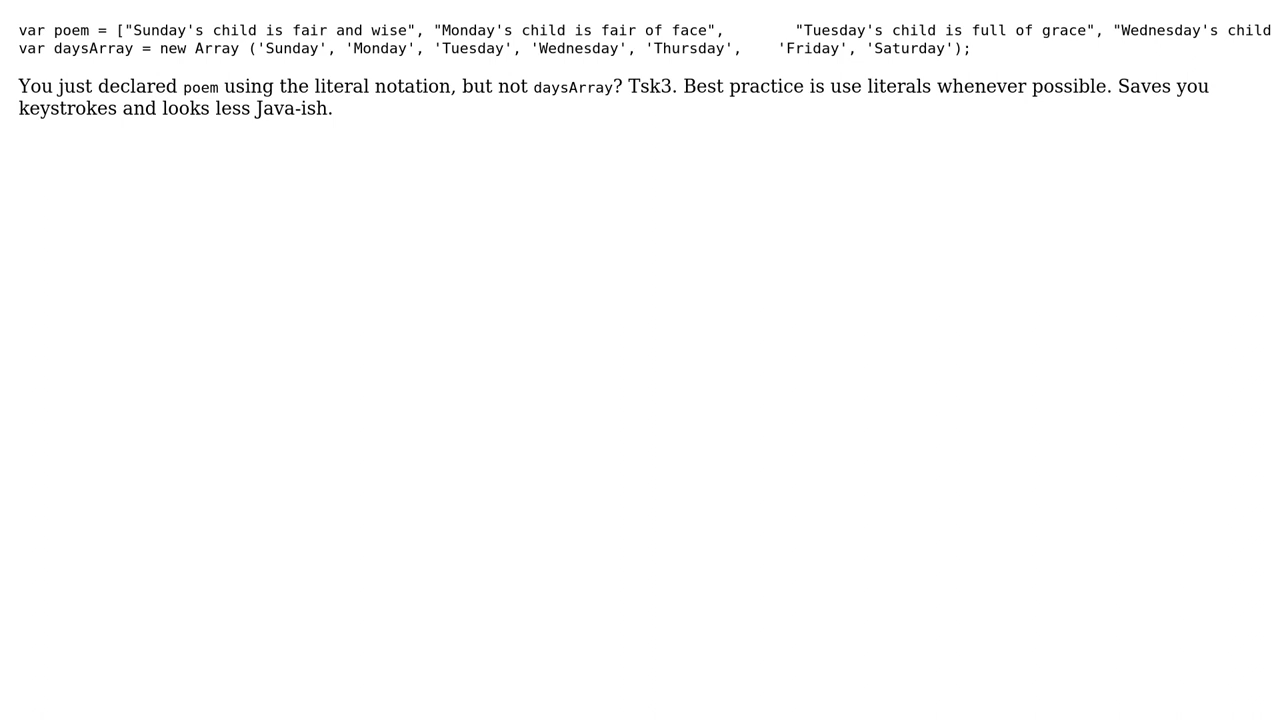 var poem = ["Sunday's child is fair and wise", "Monday's child is fair of face",        "Tuesday's child is full of grace", "Wednesday's child
var daysArray = new Array ('Sunday', 'Monday', 'Tuesday', 'Wednesday', 'Thursday',    'Friday', 'Saturday');
You just declared poem using the literal notation, but not daysArray? Tsk3. Best practice is use literals whenever possible. Saves you
keystrokes and looks less Java-ish.